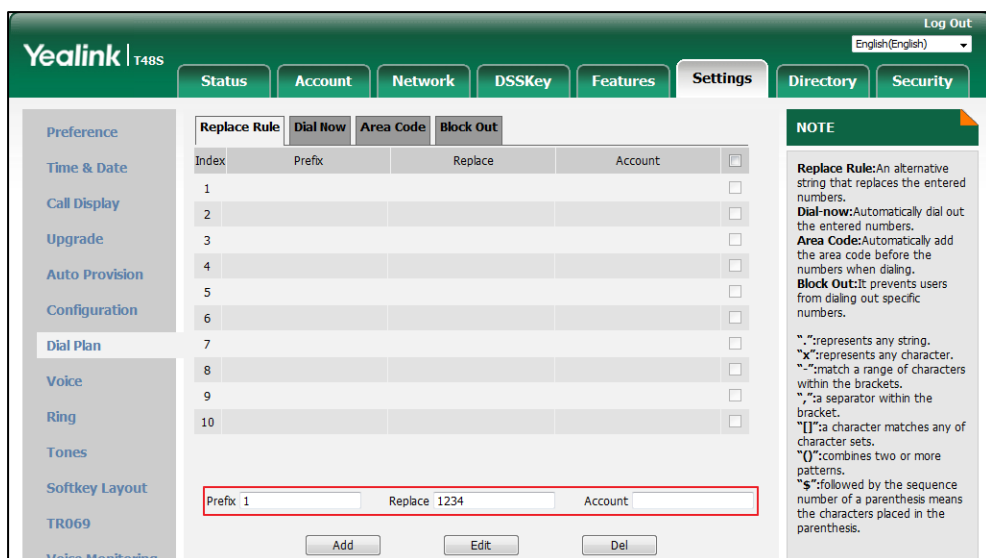 Log Out
Yealink T48S
English(English)
Status Account Network DSSKey Features Settings Directory Security
Preference
Time & Date
Call Display
Upgrade
Auto Provision
Configuration
Dial Plan
Voice
Ring
Tones
Softkey Layout
TR069
Voice Monitoring
Replace Rule Dial Now Area Code Block Out
Index Prefix Replace Account
1
2
3
4
5
6
7
8
9
10
Prefix 1 Replace 1234 Account
Add Edit Del
NOTE
Replace Rule:An alternative
string that replaces the entered
numbers.
Dial-now:Automatically dial out
the entered numbers.
Area Code:Automatically add
the area code before the
numbers when dialing.
Block Out:It prevents users
from dialing out specific
numbers.
".":represents any string.
"x":represents any character.
"-":match a range of characters
within the brackets.
",":a separator within the
bracket.
"[]":a character matches any of
character sets.
"()":combines two or more
patterns.
"$":followed by the sequence
number of a parenthesis means
the characters placed in the
parenthesis.